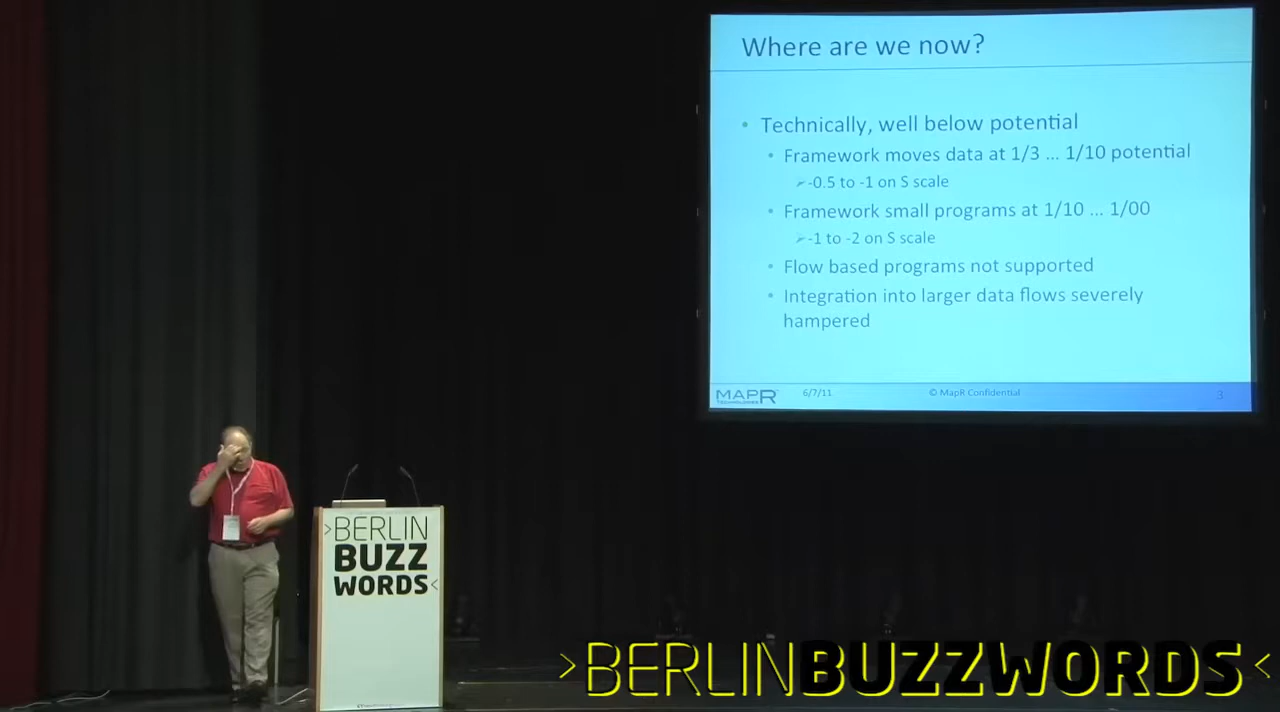 Where are we now?
• Technically, well below potential
• Framework moves data at 1/3 ... 1/10 potential
➢-0.5 to -1 on S scale
• Framework small programs at 1/10 ... 1/00
➢-1 to -2 on S scale
• Flow based programs not supported
• Integration into larger data flows severely
hampered
MAPR
TECHNOLOGIES
6/7/11
© MapR Confidential
3
>BERLIN
BUZZ
WORDS<
>BERLINBUZZWORDS<